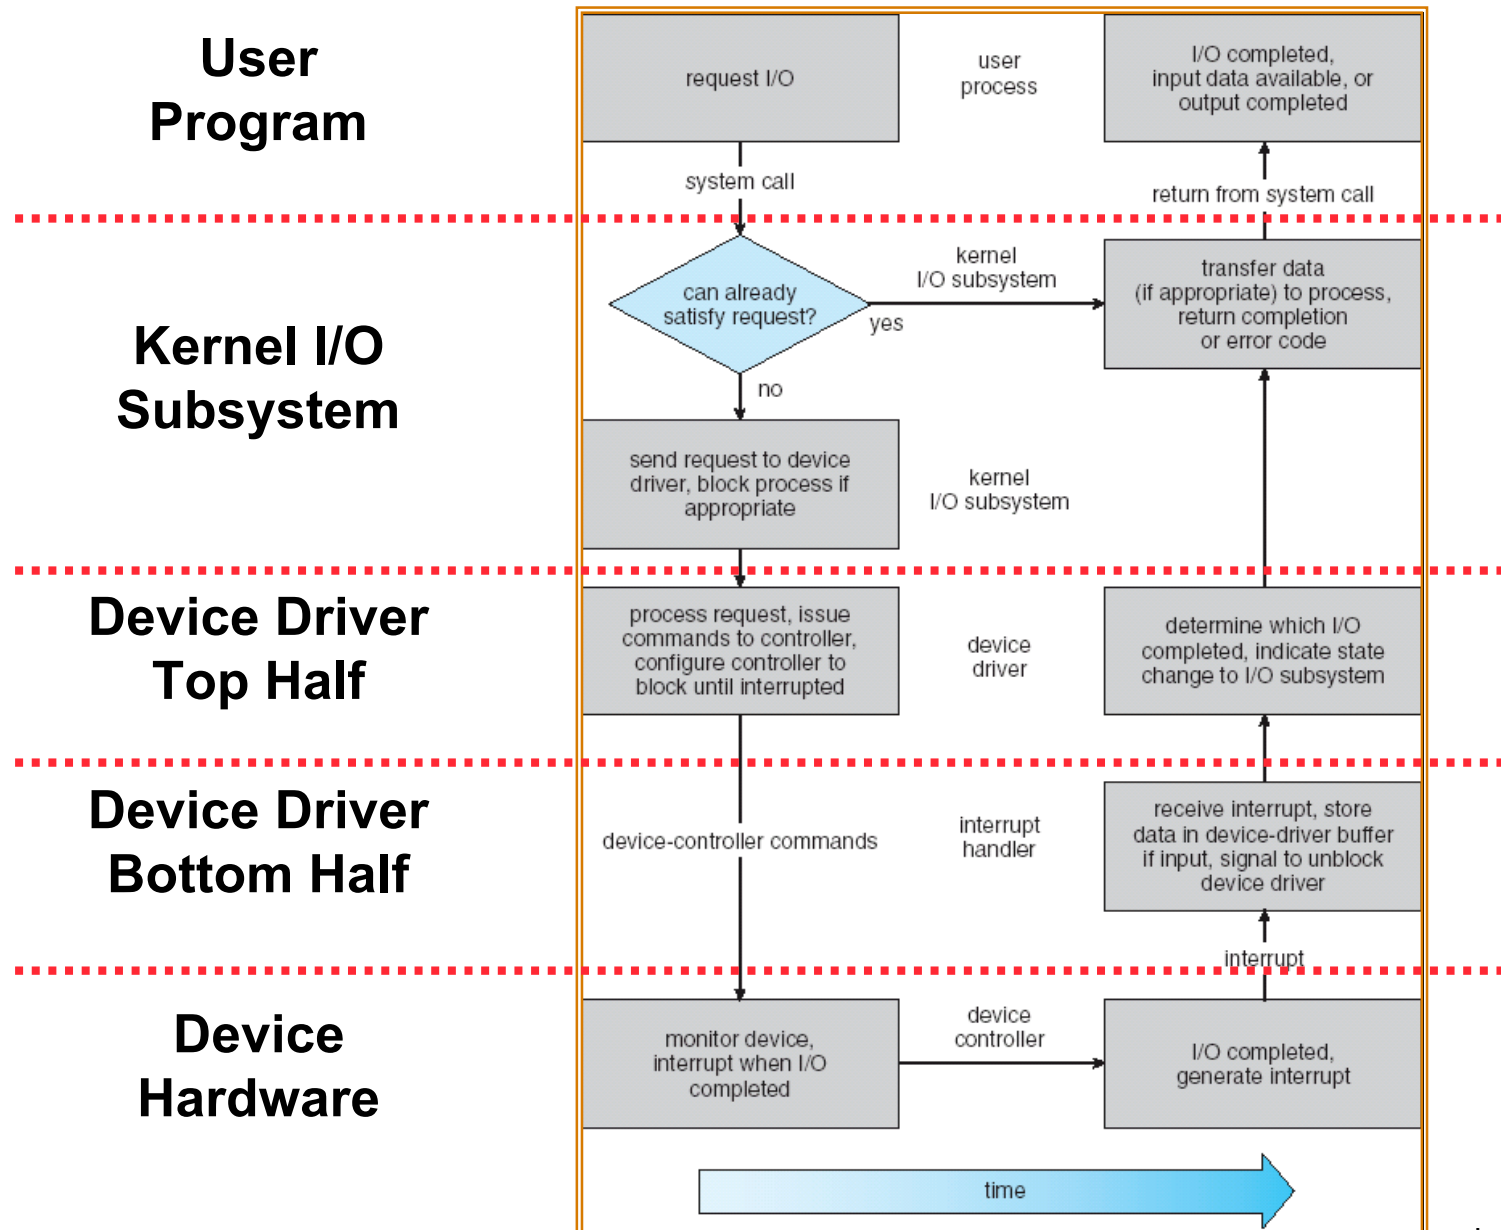 User
Program
request I/O
user
process
I/O completed,
input data available, or
output completed
system call
return from system call
Kernel I/O
Subsystem
can already
satisfy request?
kernel
I/O subsystem
yes
transfer data
(if appropriate) to process,
return completion
or error code
no
send request to device
driver, block process if
appropriate
kernel
I/O subsystem
Device Driver
Top Half
process request, issue
commands to controller,
configure controller to
block until interrupted
device
driver
determine which I/O
completed, indicate state
change to I/O subsystem
Device Driver
Bottom Half
device-controller commands
interrupt
handler
receive interrupt, store
data in device-driver buffer
if input, signal to unblock
device driver
interrupt
Device
Hardware
monitor device,
interrupt when I/O
completed
device
controller
I/O completed,
generate interrupt
time